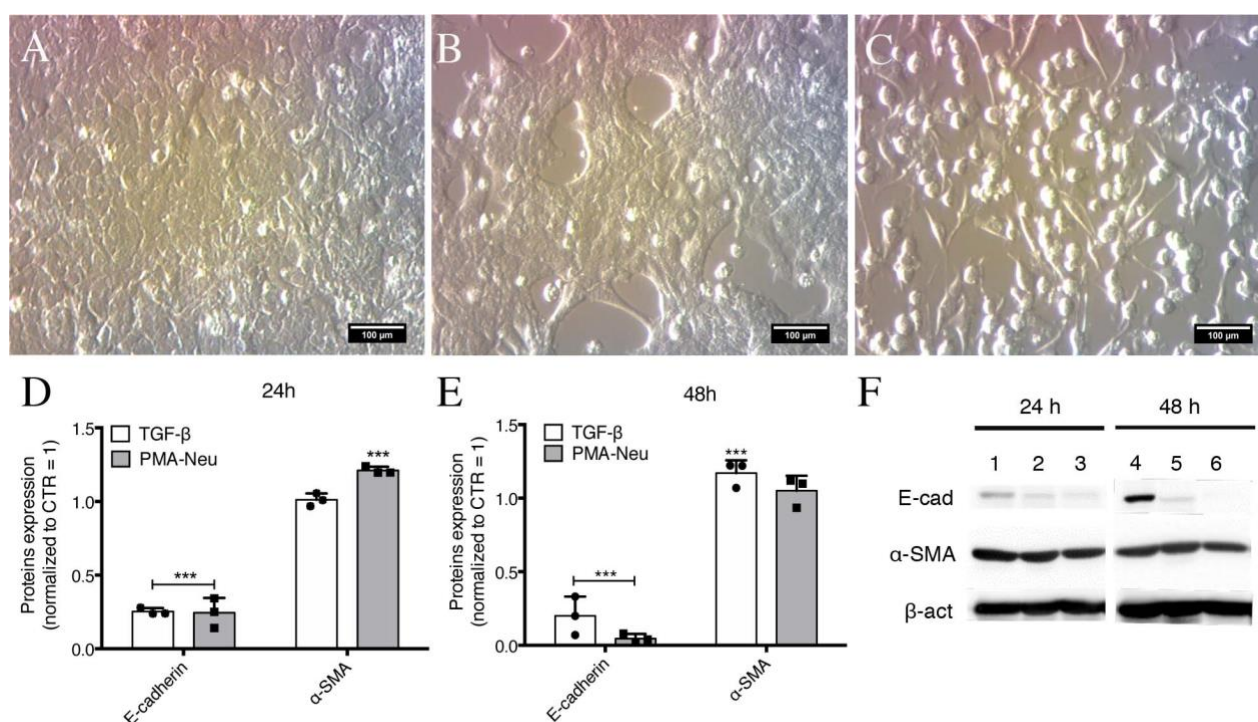 A
B
C
100 µm
100 µm
100 µm
D
24h
Proteins expression
(normalized to CTR = 1)
1.5
1.0
0.5
0.0
TGF-β
PMA-Neu
***
***
E-cadherin
α-SMA
E
48h
Proteins expression
(normalized to CTR = 1)
1.5
1.0
0.5
0.0
TGF-β
PMA-Neu
***
***
E-cadherin
α-SMA
F
24 h 48 h
1 2 3 4 5 6
E-cad
α-SMA
β-act